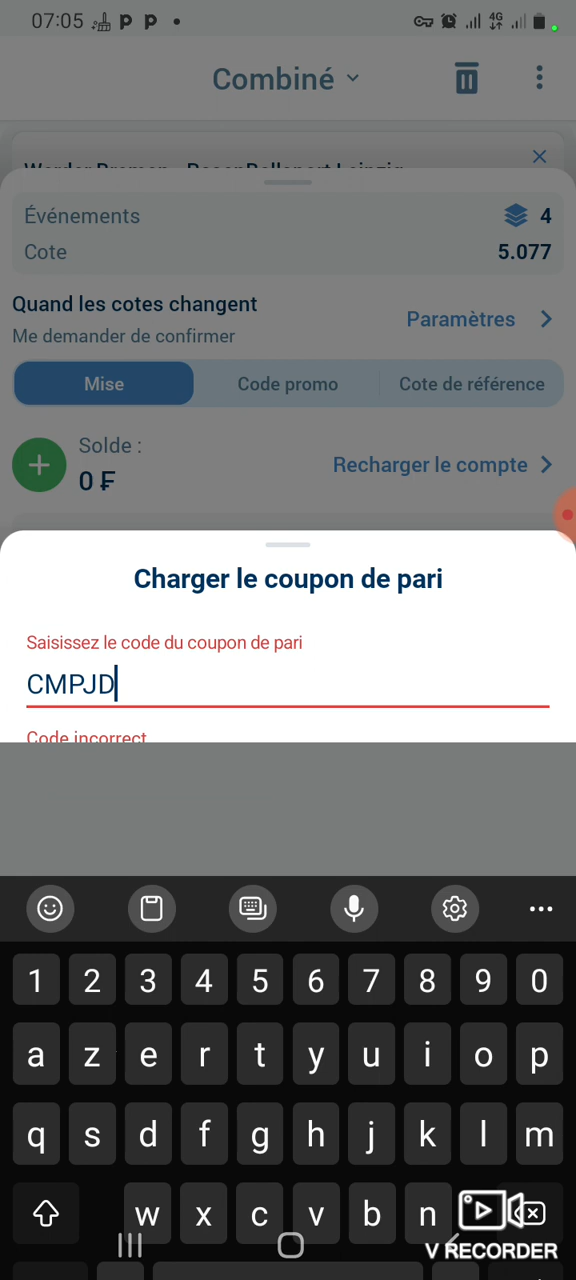 07:05
4G
Combiné
Werder Bremen - RasenBallsport Leipzig
Événements 4
Cote 5.077
Quand les cotes changent
Me demander de confirmer
Paramètres
Mise Code promo Cote de référence
Solde :
0 ₣
Recharger le compte
Charger le coupon de pari
Saisissez le code du coupon de pari
CMPJD
Code incorrect
1 2 3 4 5 6 7 8 9 0
a z e r t y u i o p
q s d f g h j k l m
w x c v b n
V RECORDER